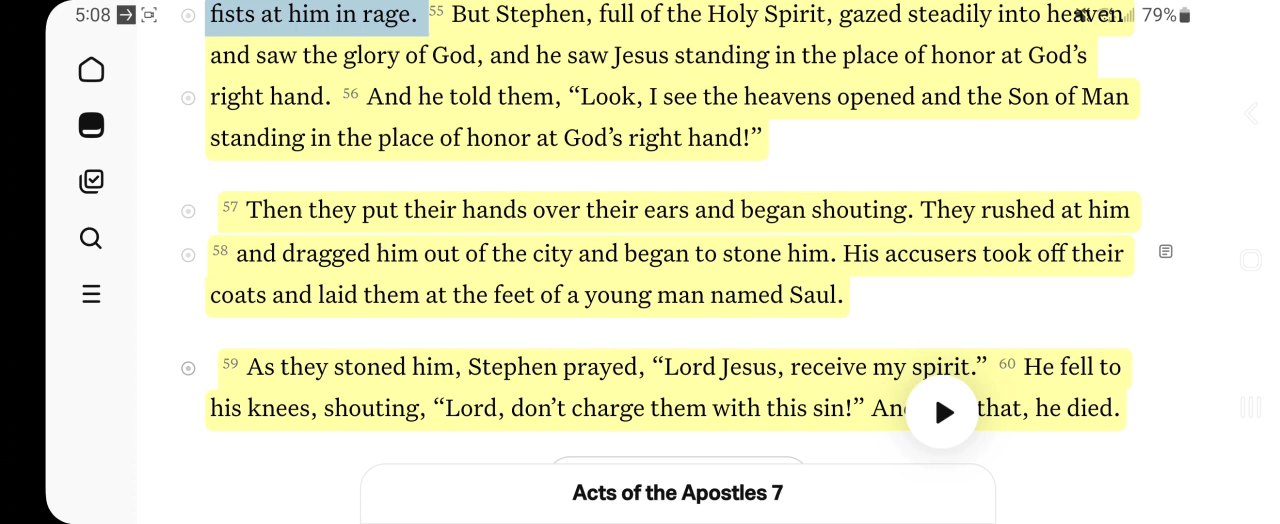 5:08
79%
fists at him in rage. 55 But Stephen, full of the Holy Spirit, gazed steadily into heaven
and saw the glory of God, and he saw Jesus standing in the place of honor at God’s
right hand. 56 And he told them, “Look, I see the heavens opened and the Son of Man
standing in the place of honor at God’s right hand!”
57 Then they put their hands over their ears and began shouting. They rushed at him
58 and dragged him out of the city and began to stone him. His accusers took off their
coats and laid them at the feet of a young man named Saul.
59 As they stoned him, Stephen prayed, “Lord Jesus, receive my spirit.” 60 He fell to
his knees, shouting, “Lord, don’t charge them with this sin!” that, he died.
Acts of the Apostles 7